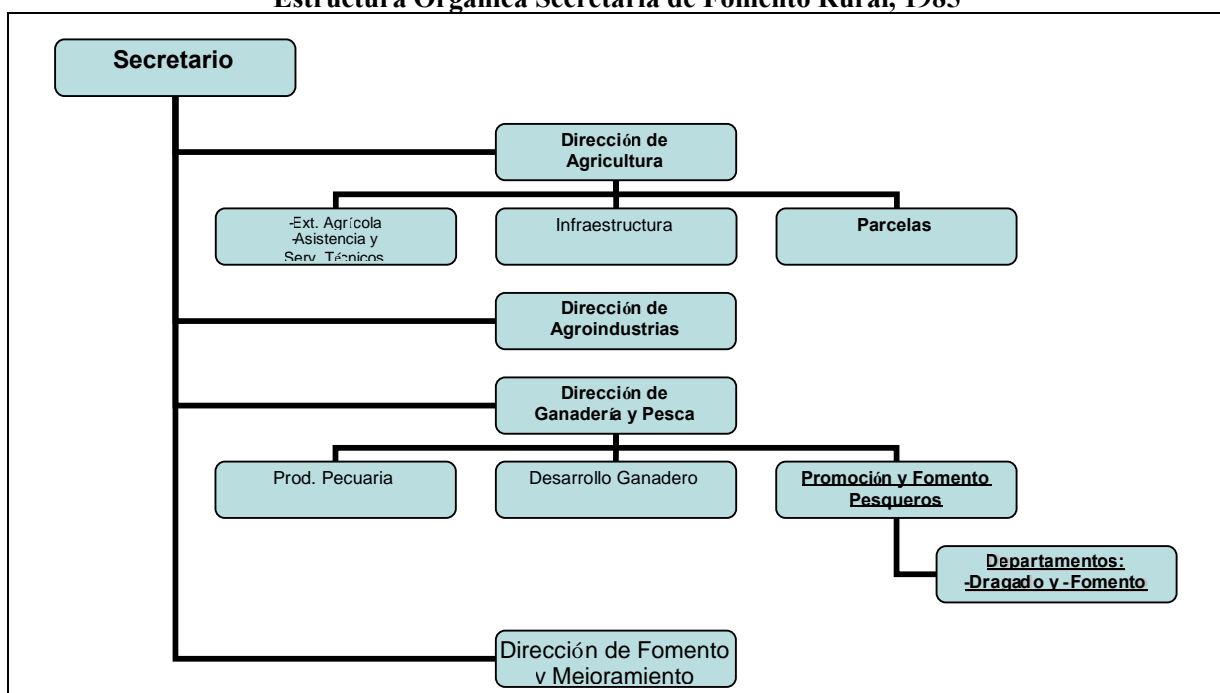 Estructura Orgánica Secretaría de Fomento Rural, 1985
Secretario
Dirección de
Agricultura
-Ext. Agrícola
-Asistencia y
Serv. Técnicos
Infraestructura
Parcelas
Dirección de
Agroindustrias
Dirección de
Ganadería y Pesca
Prod. Pecuaria
Desarrollo Ganadero
Promoción y Fomento
Pesqueros
Departamentos:
-Dragado y -Fomento
Dirección de Fomento
y Mejoramiento